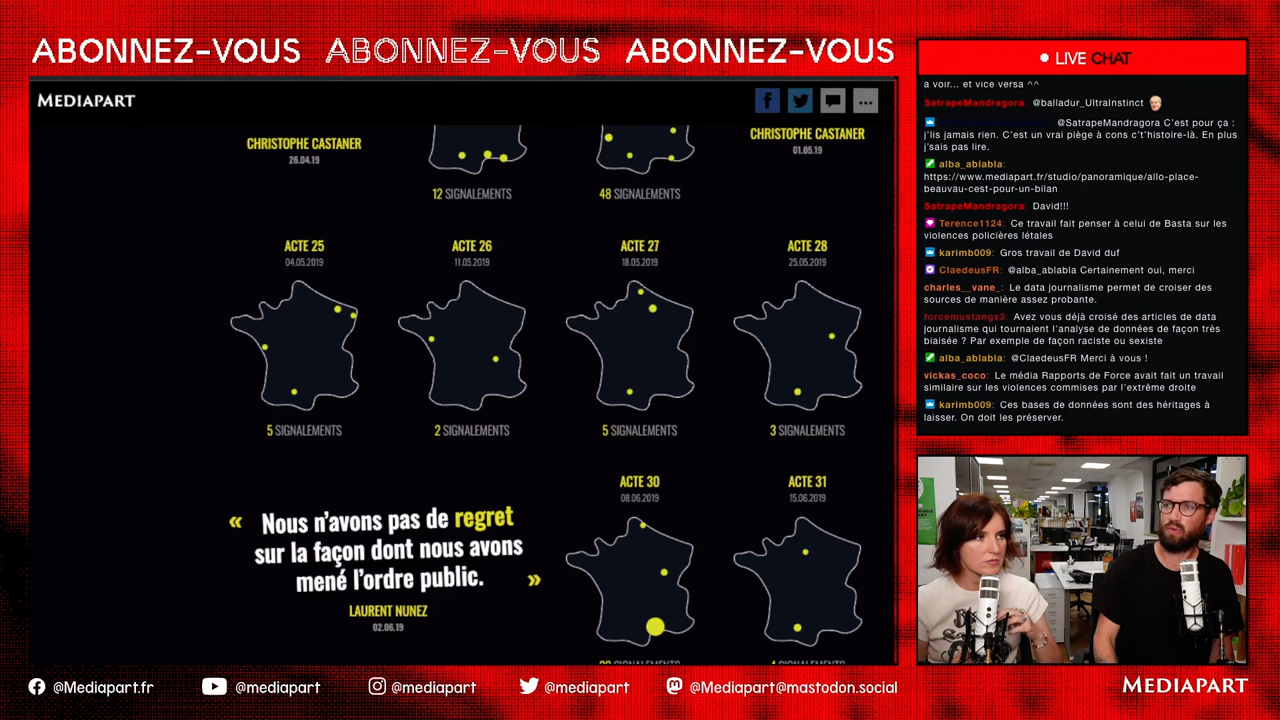 ABONNEZ-VOUS ABONNEZ-VOUS ABONNEZ-VOUS
MEDIAPART
CHRISTOPHE CASTANER
26.04.19
12 SIGNALEMENTS
48 SIGNALEMENTS
CHRISTOPHE CASTANER
01.05.19
ACTE 25
04.05.2019
5 SIGNALEMENTS
ACTE 26
11.05.2019
2 SIGNALEMENTS
ACTE 27
18.05.2019
5 SIGNALEMENTS
ACTE 28
25.05.2019
3 SIGNALEMENTS
« Nous n'avons pas de regret
sur la façon dont nous avons
mené l'ordre public. »
LAURENT NUNEZ
02.06.19
ACTE 30
08.06.2019
ACTE 31
15.06.2019
LIVE CHAT
a voir... et vice versa ^^
SatrapeMandragora: @balladur_UltraInstinct
@SatrapeMandragora C'est pour ça :
j'lis jamais rien. C'est un vrai piège à cons c't'histoire-là. En plus
j'sais pas lire.
alba_ablabla:
https://www.mediapart.fr/studio/panoramique/allo-place-
beauvau-cest-pour-un-bilan
SatrapeMandragora: David!!!
Terence1124: Ce travail fait penser à celui de Basta sur les
violences policières létales
karimb009: Gros travail de David duf
ClaedeusFR: @alba_ablabla Certainement oui, merci
charles__vane_: Le data journalisme permet de croiser des
sources de manière assez probante.
forcemustangx3: Avez vous déjà croisé des articles de data
journalisme qui tournaient l'analyse de données de façon très
biaisée ? Par exemple de façon raciste ou sexiste
alba_ablabla: @ClaedeusFR Merci à vous !
vickas_coco: Le média Rapports de Force avait fait un travail
similaire sur les violences commises par l'extrême droite
karimb009: Ces bases de données sont des héritages à
laisser. On doit les préserver.
@Mediapart.fr @mediapart @mediapart @mediapart @Mediapart@mastodon.social
MEDIAPART